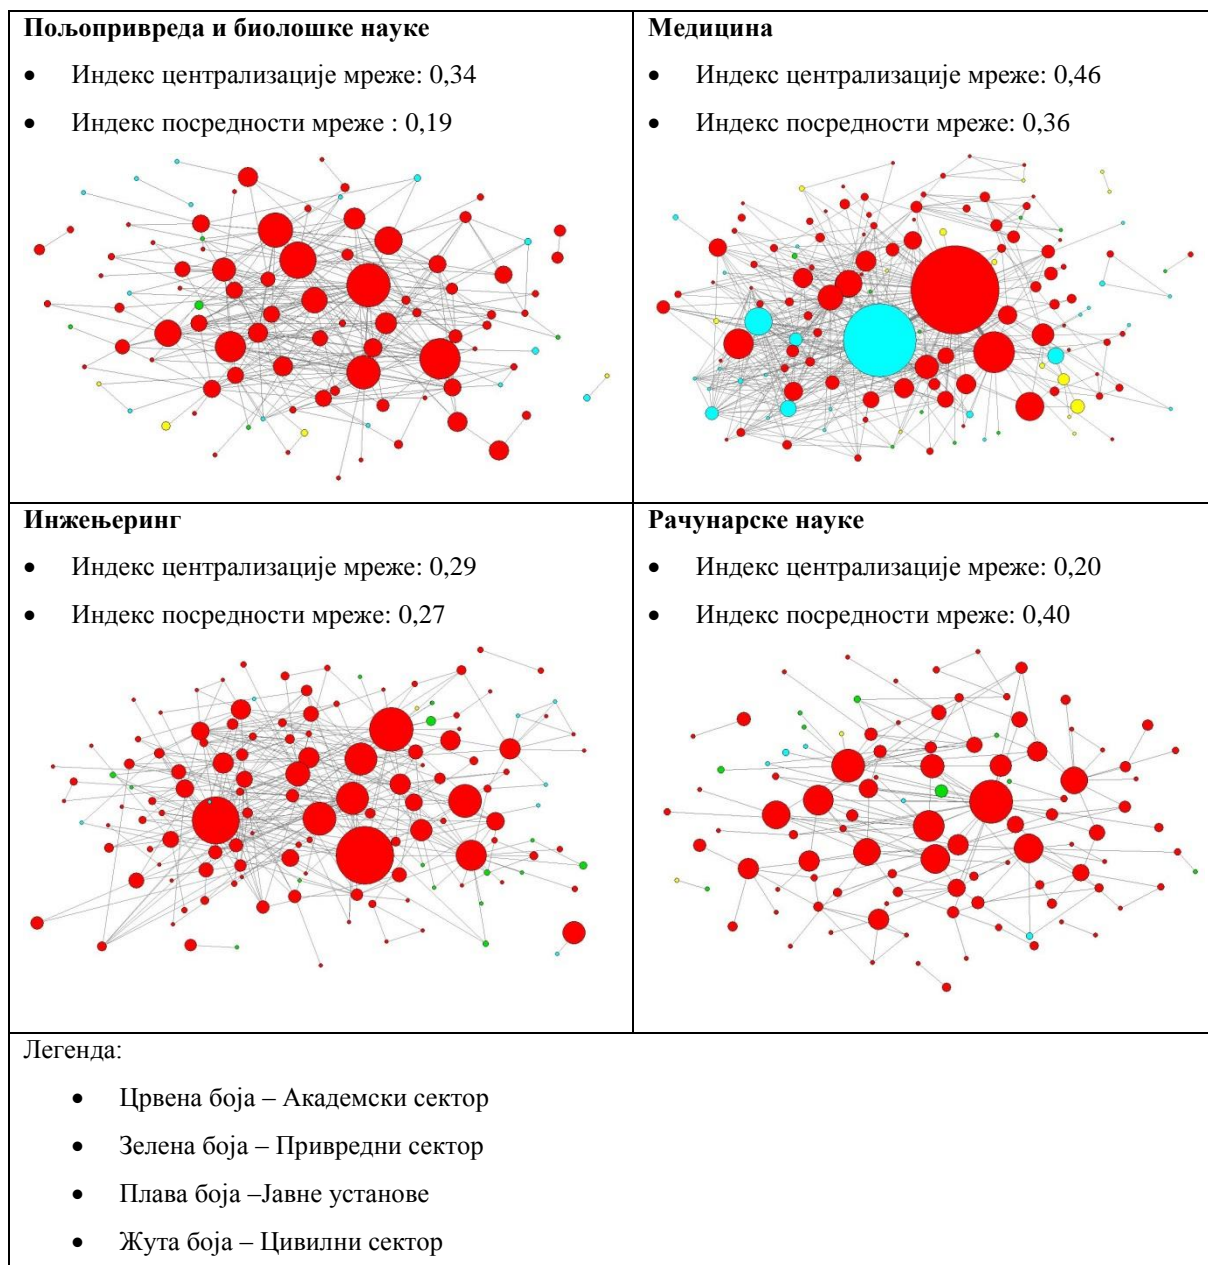 Пољопривреда и биолошке науке
• Индекс централизације мреже: 0,34
• Индекс посредности мреже : 0,19
Медицина
• Индекс централизације мреже: 0,46
• Индекс посредности мреже: 0,36
Инжењеринг
• Индекс централизације мреже: 0,29
• Индекс посредности мреже: 0,27
Рачунарске науке
• Индекс централизације мреже: 0,20
• Индекс посредности мреже: 0,40
Легенда:
• Црвена боја – Академски сектор
• Зелена боја – Привредни сектор
• Плава боја –Јавне установе
• Жута боја – Цивилни сектор